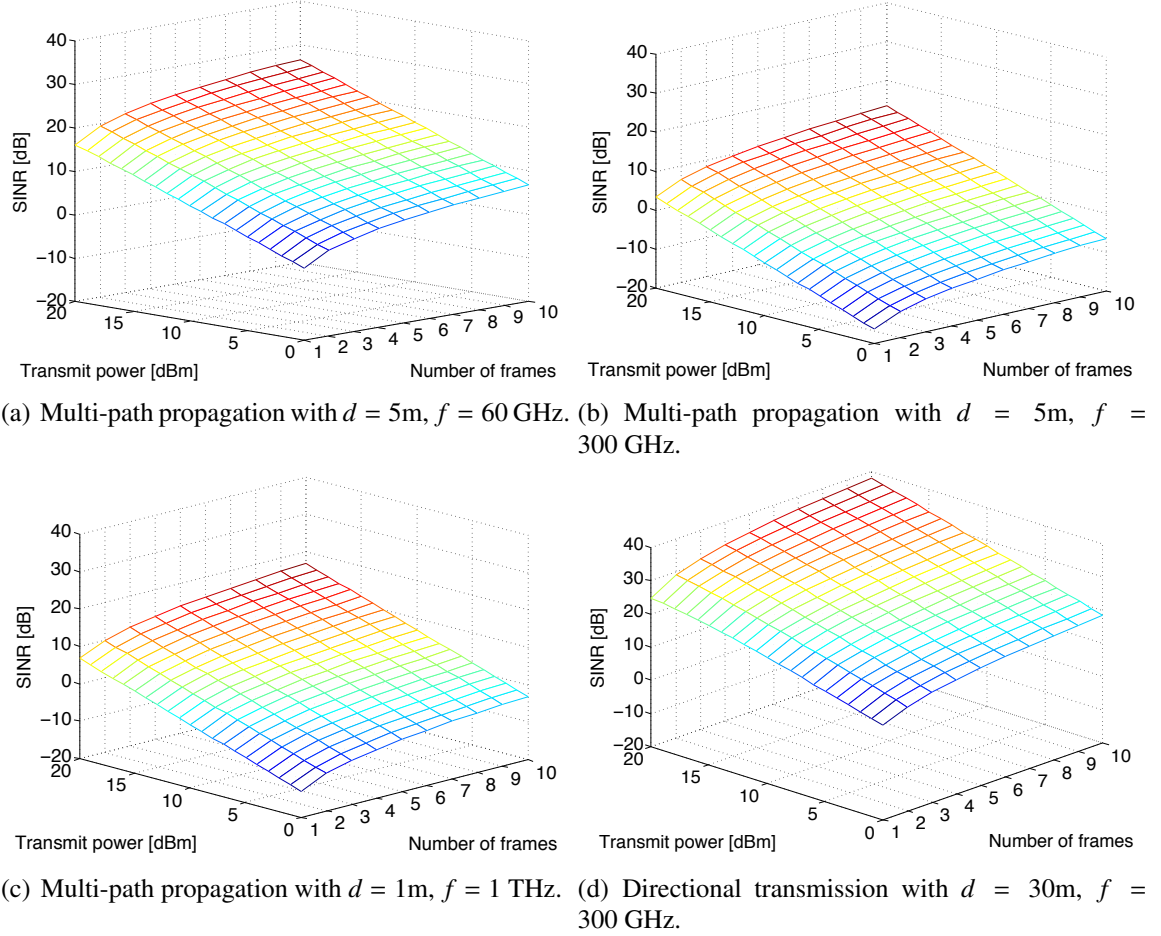 40
30
20
10
0
−10
−20
SINR [dB]
20
15
10
5
0
Transmit power [dBm]
1 2 3 4 5 6 7 8 9 10
Number of frames
(a) Multi-path propagation with d = 5m, f = 60 GHz.
40
30
20
10
0
−10
−20
SINR [dB]
20
15
10
5
0
Transmit power [dBm]
1 2 3 4 5 6 7 8 9 10
Number of frames
(b) Multi-path propagation with d = 5m, f =
300 GHz.
40
30
20
10
0
−10
−20
SINR [dB]
20
15
10
5
0
Transmit power [dBm]
1 2 3 4 5 6 7 8 9 10
Number of frames
(c) Multi-path propagation with d = 1m, f = 1 THz.
40
30
20
10
0
−10
−20
SINR [dB]
20
15
10
5
0
Transmit power [dBm]
1 2 3 4 5 6 7 8 9 10
Number of frames
(d) Directional transmission with d = 30m, f =
300 GHz.